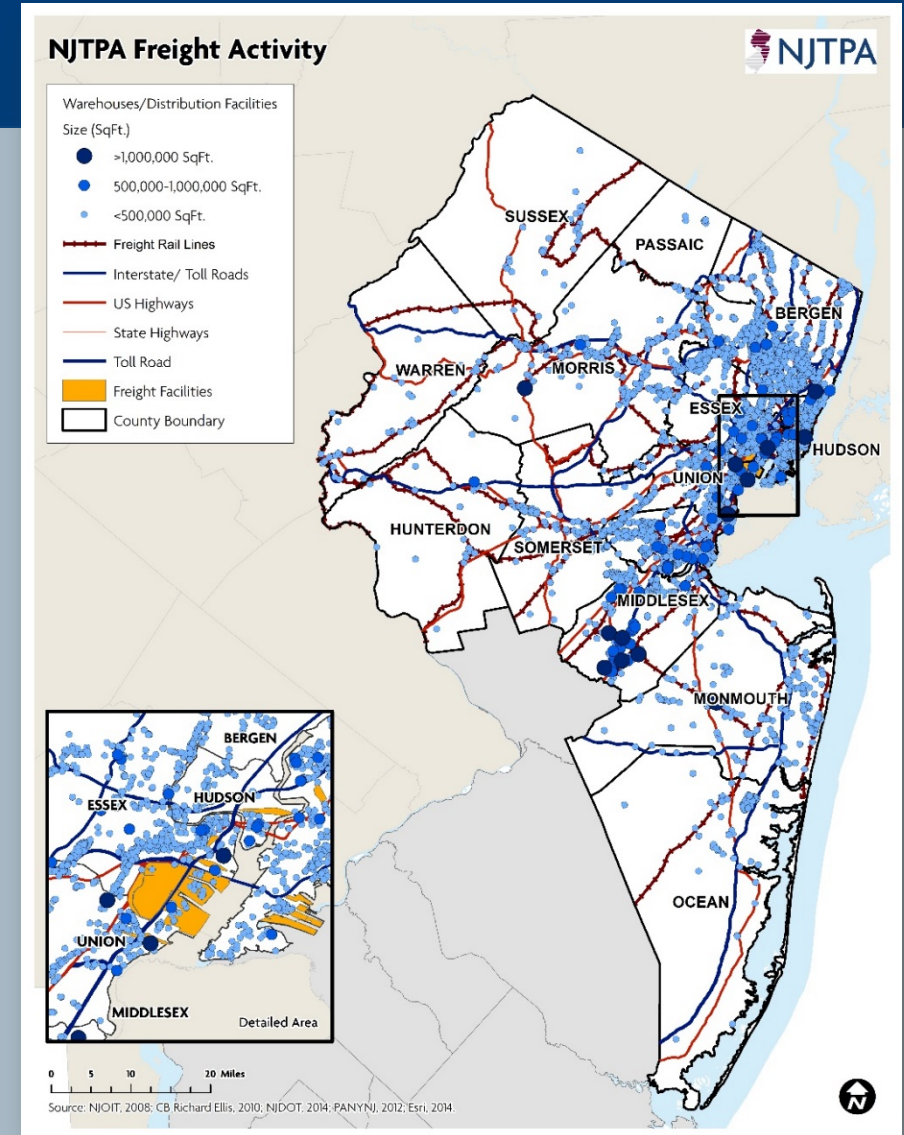 NJTPA Freight Activity
NJTPA
Warehouses/Distribution Facilities
Size (SqFt.)
>1,000,000 SqFt.
500,000-1,000,000 SqFt.
<500,000 SqFt.
Freight Rail Lines
Interstate/ Toll Roads
US Highways
State Highways
Toll Road
Freight Facilities
County Boundary
SUSSEX
PASSAIC
BERGEN
WARREN
MORRIS
ESSEX
HUDSON
UNION
HUNTERDON
SOMERSET
MIDDLESEX
MONMOUTH
OCEAN
BERGEN
ESSEX
HUDSON
UNION
MIDDLESEX
Detailed Area
0 5 10 20 Miles
Source: NJOIT, 2008; CB Richard Ellis, 2010; NJDOT. 2014; PANYNJ, 2012; Esri, 2014.
N